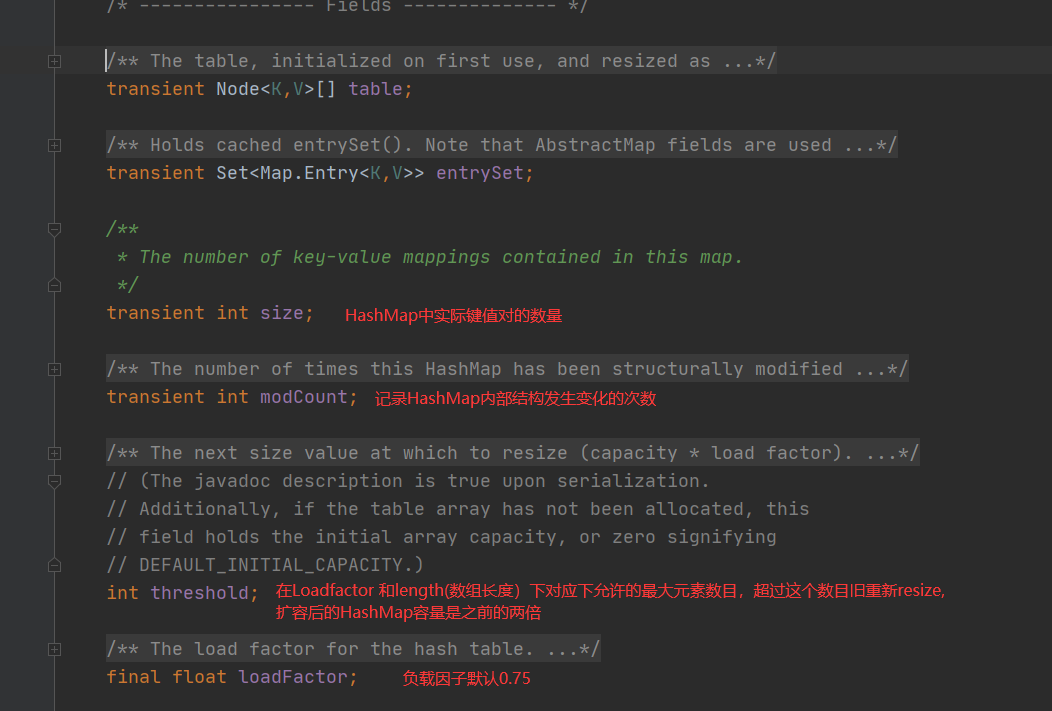 /* ---------------- Fields -------------- */
/** The table, initialized on first use, and resized as ...*/
transient Node<K,V>[] table;
/** Holds cached entrySet(). Note that AbstractMap fields are used ...*/
transient Set<Map.Entry<K,V>> entrySet;
/**
* The number of key-value mappings contained in this map.
*/
transient int size; HashMap中实际键值对的数量
/** The number of times this HashMap has been structurally modified ...*/
transient int modCount; 记录HashMap内部结构发生变化的次数
/** The next size value at which to resize (capacity * load factor). ...*/
// (The javadoc description is true upon serialization.
// Additionally, if the table array has not been allocated, this
// field holds the initial array capacity, or zero signifying
// DEFAULT_INITIAL_CAPACITY.)
int threshold; 在Loadfactor 和length(数组长度）下对应下允许的最大元素数目，超过这个数目旧重新resize,
扩容后的HashMap容量是之前的两倍
/** The load factor for the hash table. ...*/
final float loadFactor; 负载因子默认0.75